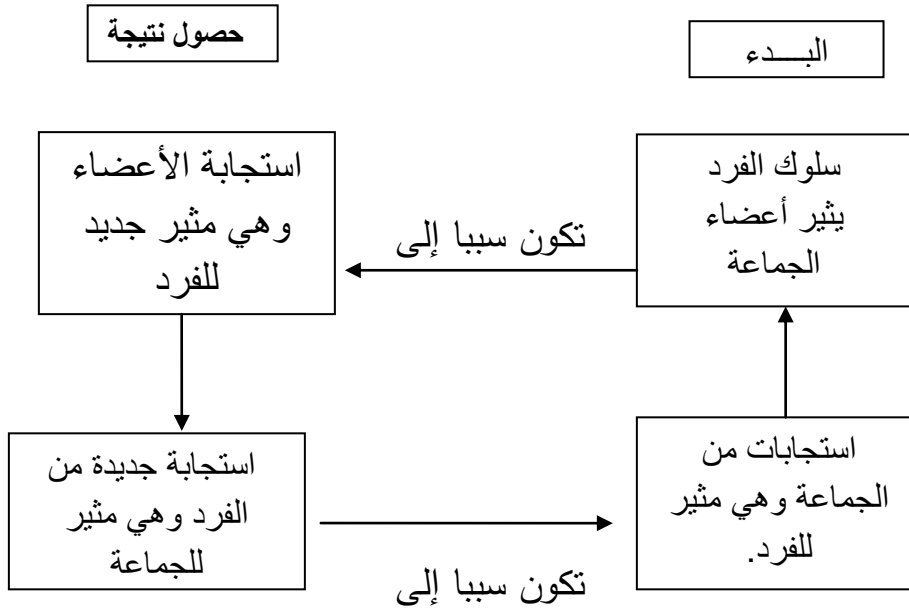 البـــــدء
حصول نتيجة
سلوك الفرد
يثير أعضاء
الجماعة
تكون سببا إلى
استجابة الأعضاء
وهي مثير جديد
للفرد
استجابة جديدة من
الفرد وهي مثير
للجماعة
تكون سببا إلى
استجابات من
الجماعة وهي مثير
للفرد.